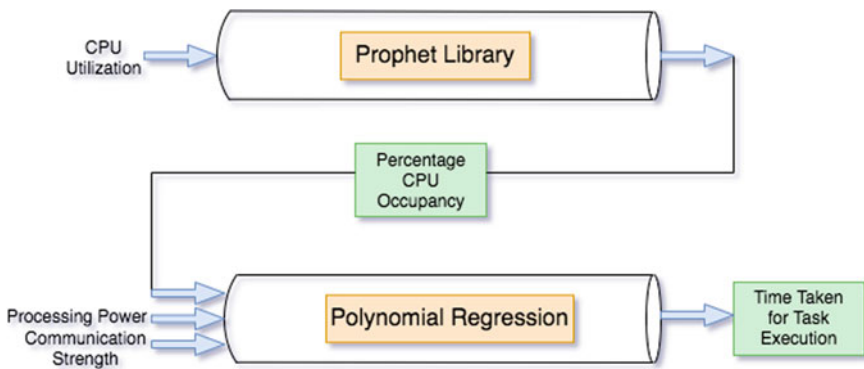 CPU
Utilization
Prophet Library
Percentage
CPU
Occupancy
Processing Power
Communication
Strength
Polynomial Regression
Time Taken
for Task
Execution